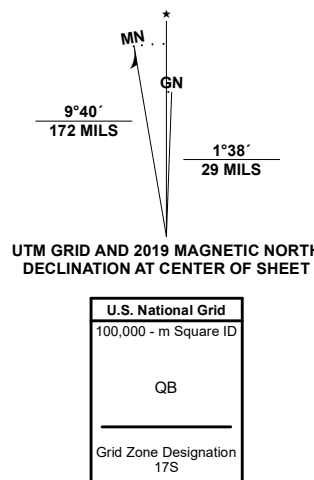 ★
MN
GN
9°40´
172 MILS
1°38´
29 MILS
UTM GRID AND 2019 MAGNETIC NORTH
DECLINATION AT CENTER OF SHEET
U.S. National Grid
100,000 - m Square ID
QB
Grid Zone Designation
17S